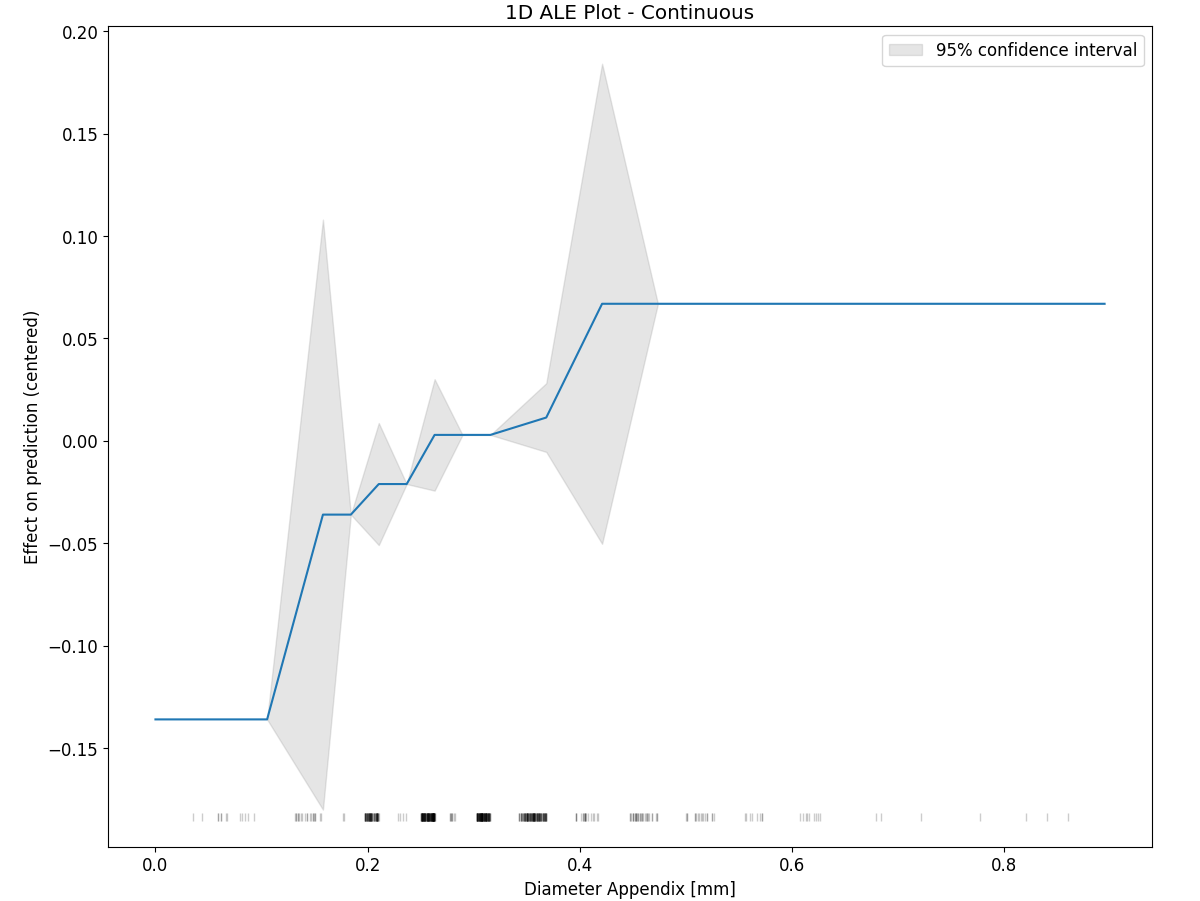 1D ALE Plot - Continuous
95% confidence interval
Effect on prediction (centered)
0.20
0.15
0.10
0.05
0.00
−0.05
−0.10
−0.15
0.0 0.2 0.4 0.6 0.8
Diameter Appendix [mm]